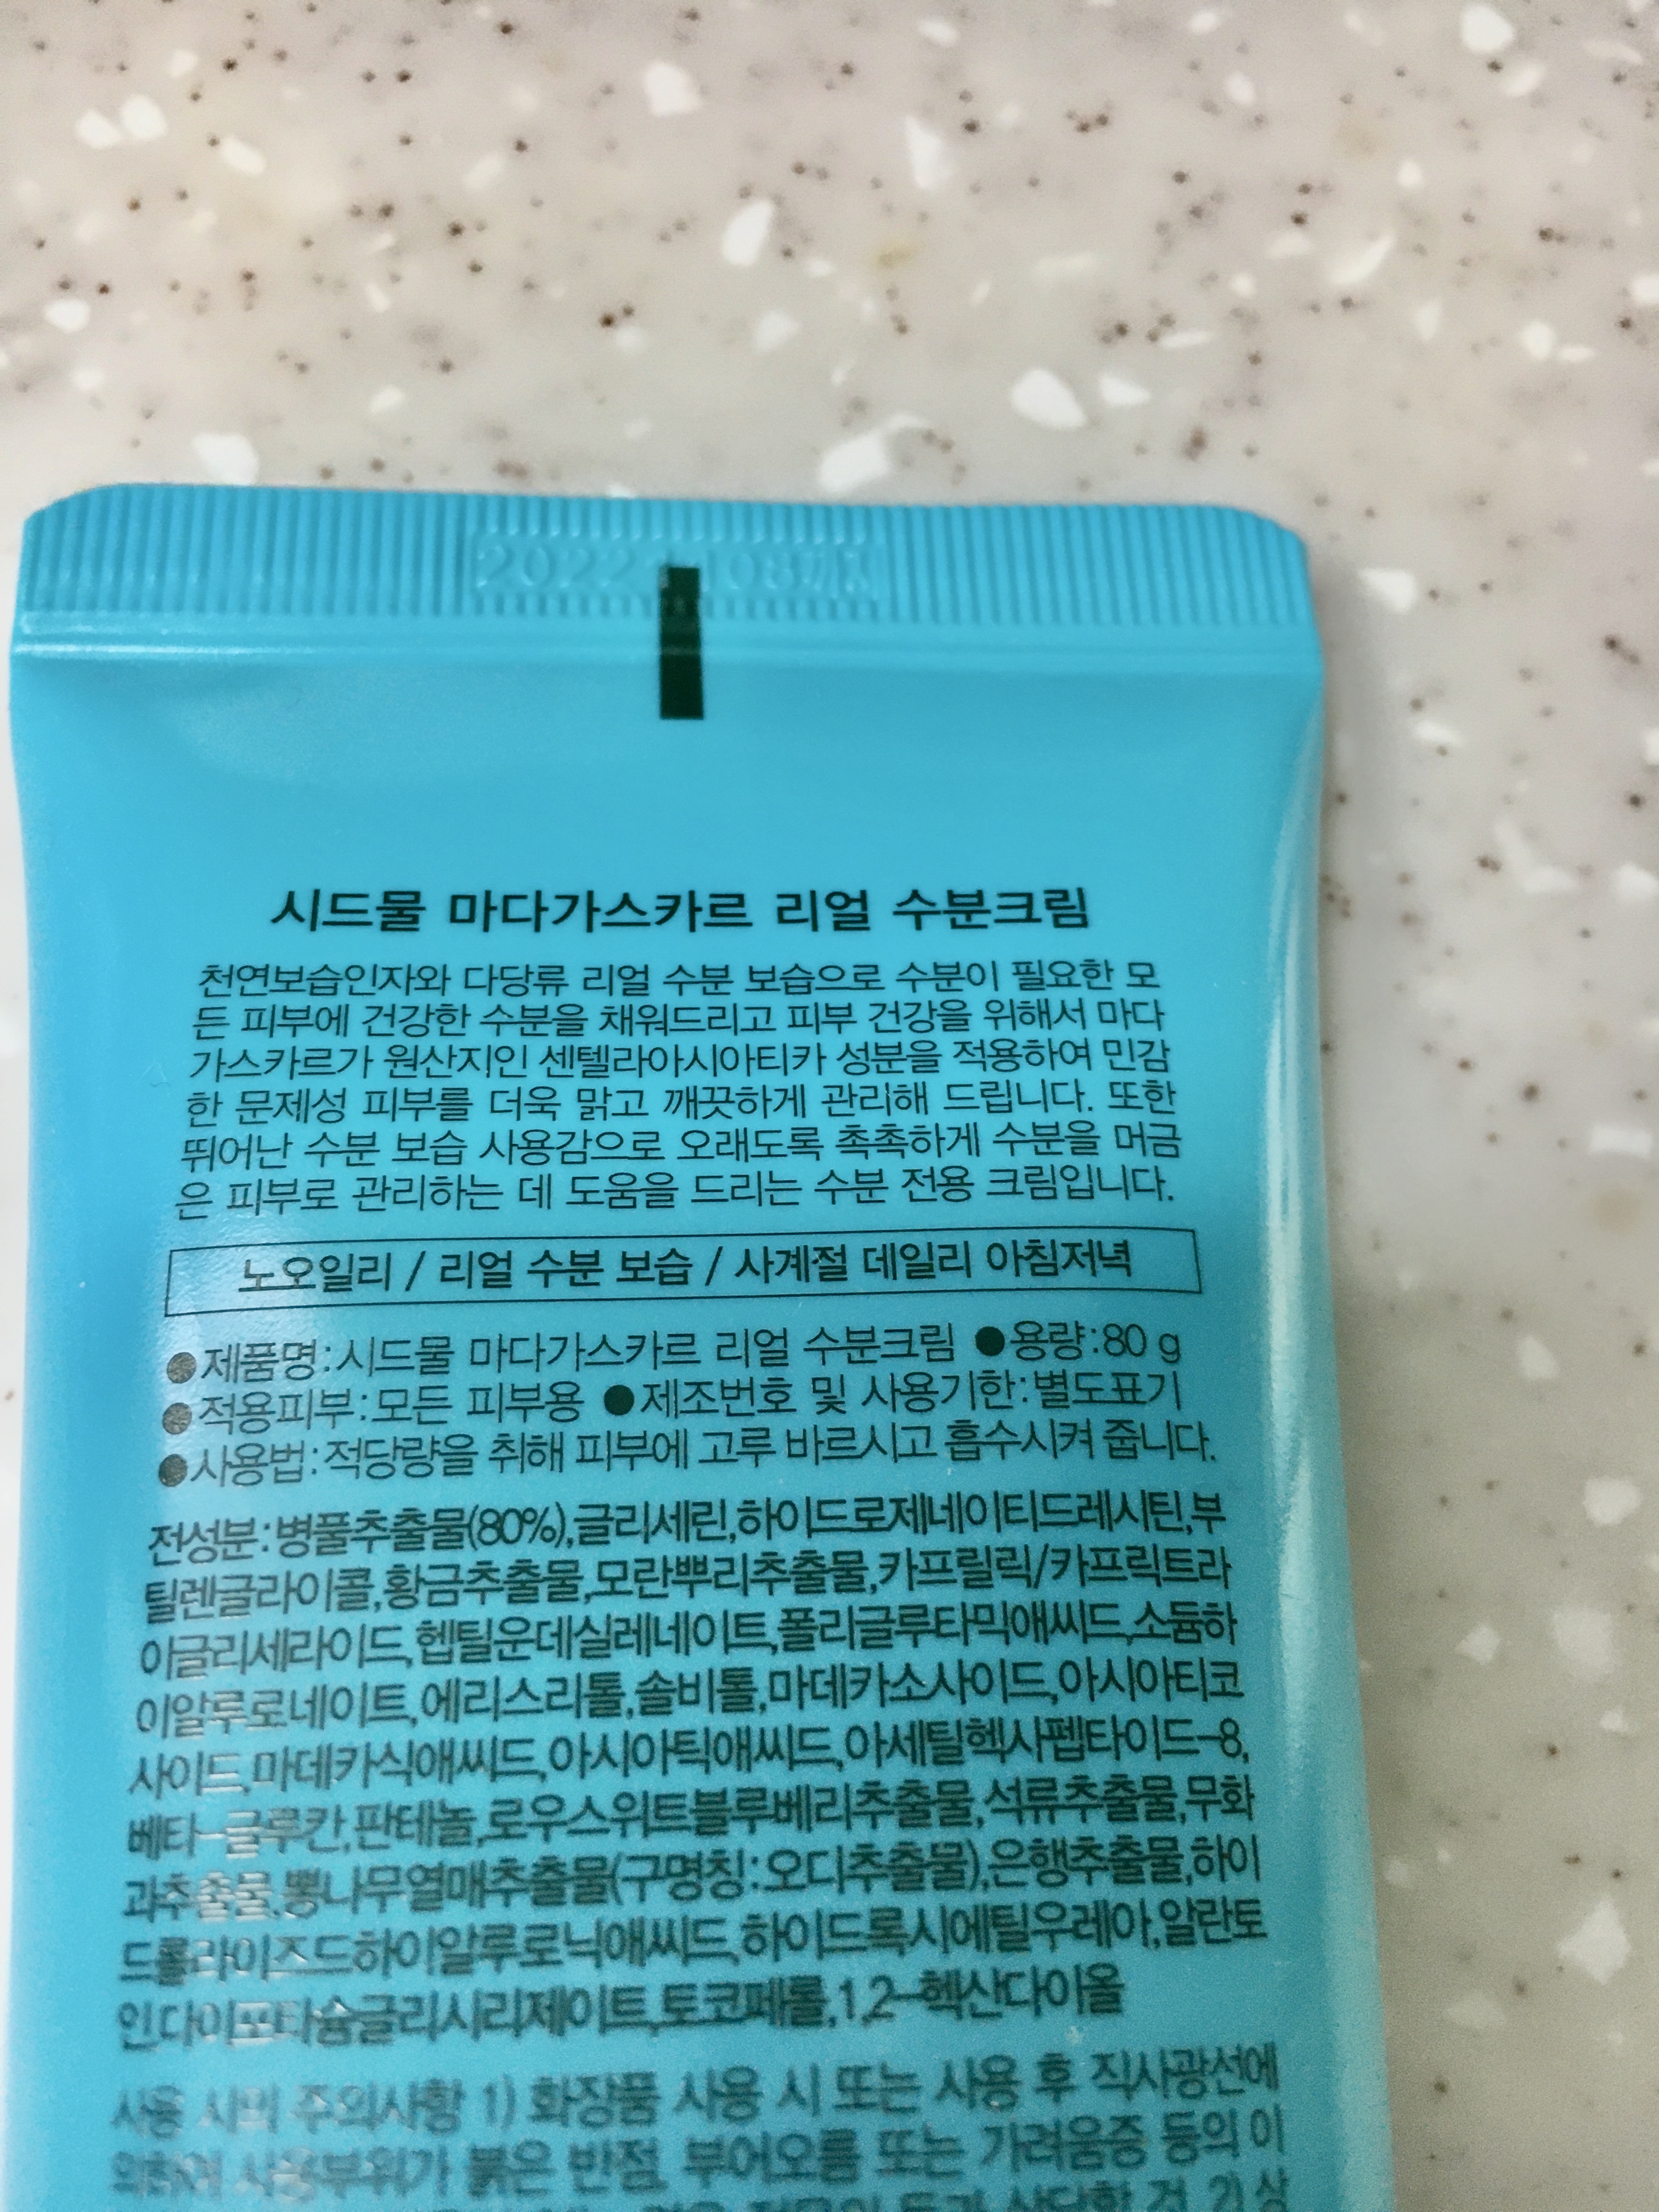 2022 08까지
시드물 마다가스카르 리얼 수분크림
천연보습인자와 다당류 리얼 수분 보습으로 수분이 필요한 모
든 피부에 건강한 수분을 채워드리고 피부 건강을 위해서 마다
가스카르가 원산지인 센텔라아시아티카 성분을 적용하여 민감
한 문제성 피부를 더욱 맑고 깨끗하게 관리해 드립니다. 또한
뛰어난 수분 보습 사용감으로 오래도록 촉촉하게 수분을 머금
은 피부로 관리하는 데 도움을 드리는 수분 전용 크림입니다.
노오일리 / 리얼 수분 보습 / 사계절 데일리 아침저녁
●제품명:시드물 마다가스카르 리얼 수분크림 ●용량:80 g
●적용피부:모든 피부용 ●제조번호 및 사용기한:별도표기
●사용법:적당량을 취해 피부에 고루 바르시고 흡수시켜 줍니다.
전성분:병풀추출물(80%),글리세린,하이드로제네이티드레시틴,부
틸렌글라이콜,황금추출물,모란뿌리추출물,카프릴릭/카프릭트라
이글리세라이드,헵틸운데실레네이트,폴리글루타믹애씨드,소듐하
이알루로네이트,에리스리톨,솔비톨,마데카소사이드,아시아티코
사이드,마데카식애씨드,아시아틱애씨드,아세틸헥사펩타이드-8,
베타-글루칸,판테놀,로우스위트블루베리추출물,석류추출물,무화
과추출물,뽕나무열매추출물(구명칭:오디추출물),은행추출물,하이
드롤라이즈드하이알루로닉애씨드,하이드록시에틸우레아,알란토
인,다이포타슘글리시리제이트,토코페롤,1,2-헥산다이올
사용 시의 주의사항 1) 화장품 사용 시 또는 사용 후 직사광선에
의하여 사용부위가 붉은 반점, 부어오름 또는 가려움증 등의 이